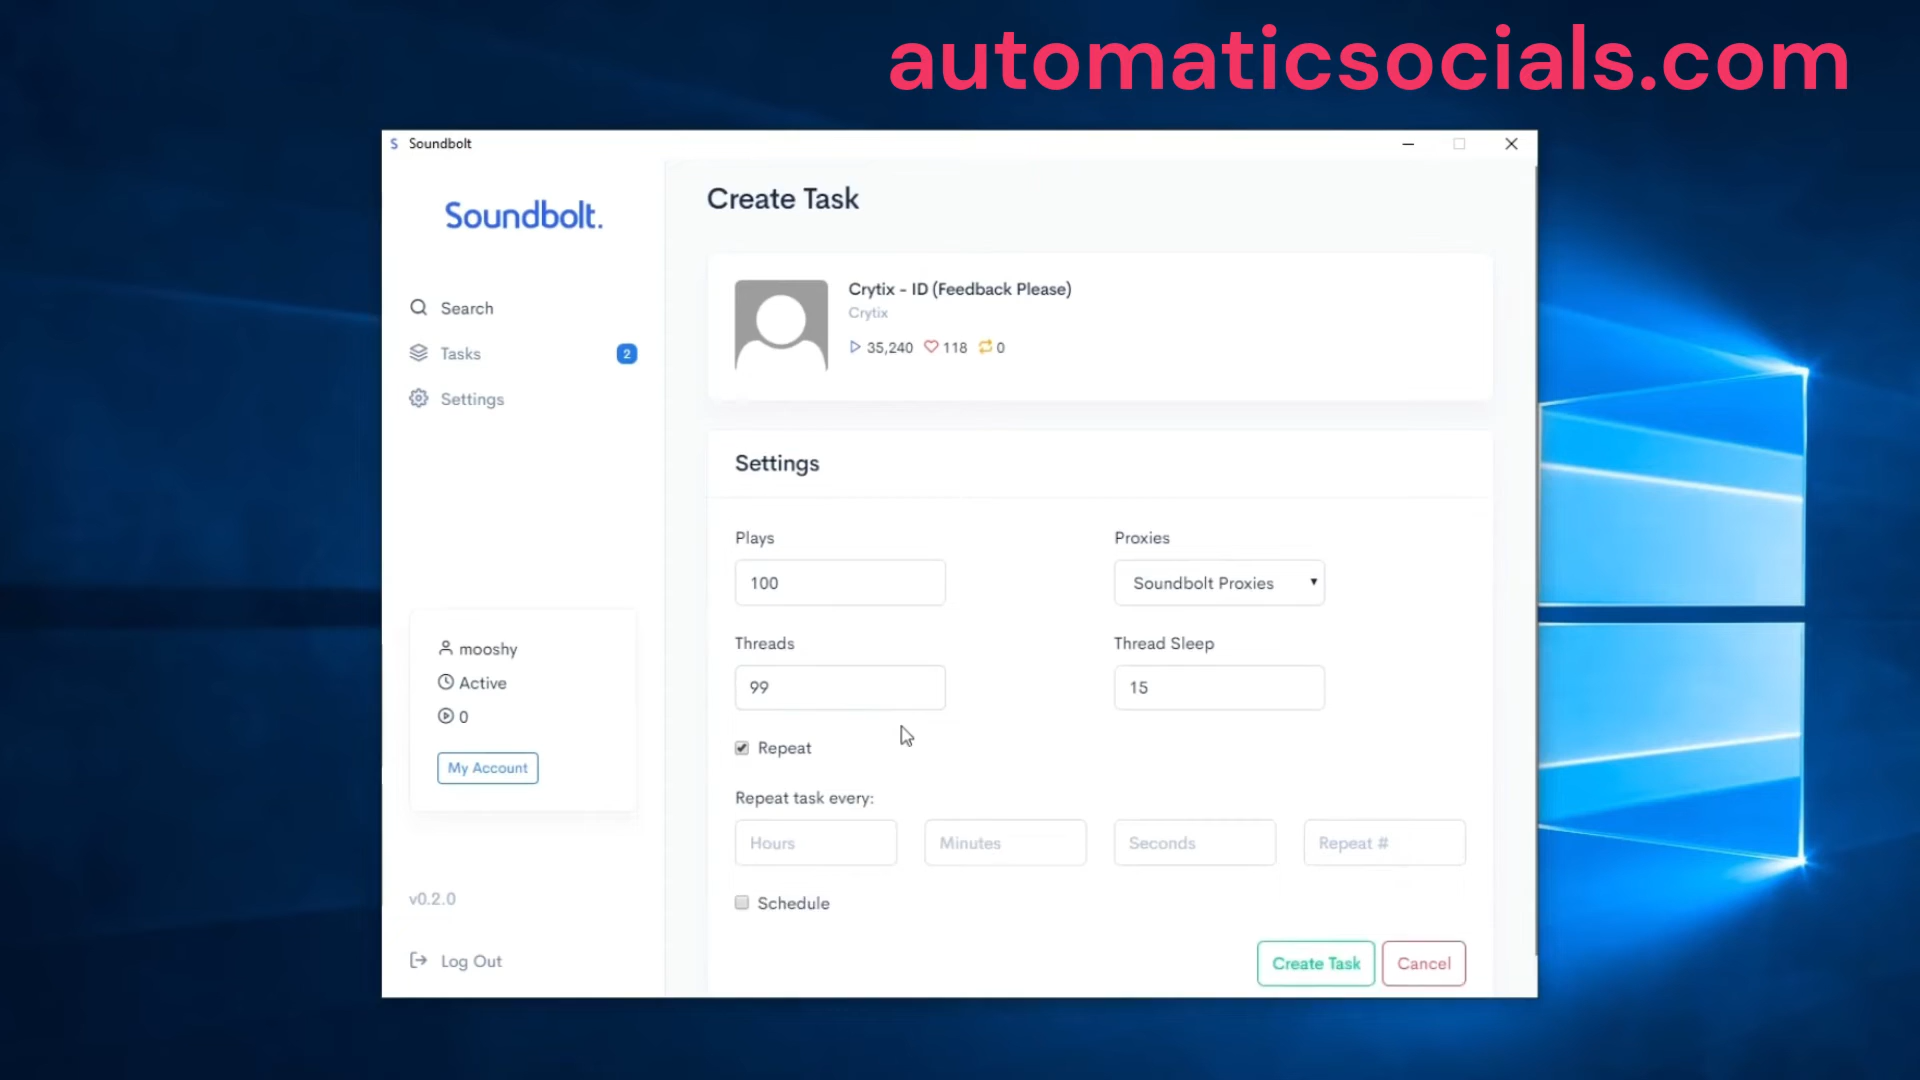 automaticsocials.com
S Soundbolt
Soundbolt.
Search
Tasks 2
Settings
mooshy
Active
0
My Account
v0.2.0
Log Out
Create Task
Crytix - ID (Feedback Please)
Crytix
35,240 118 0
Settings
Plays Proxies
100 Soundbolt Proxies
Threads Thread Sleep
99 15
Repeat
Repeat task every:
Hours Minutes Seconds Repeat #
Schedule
Create Task Cancel